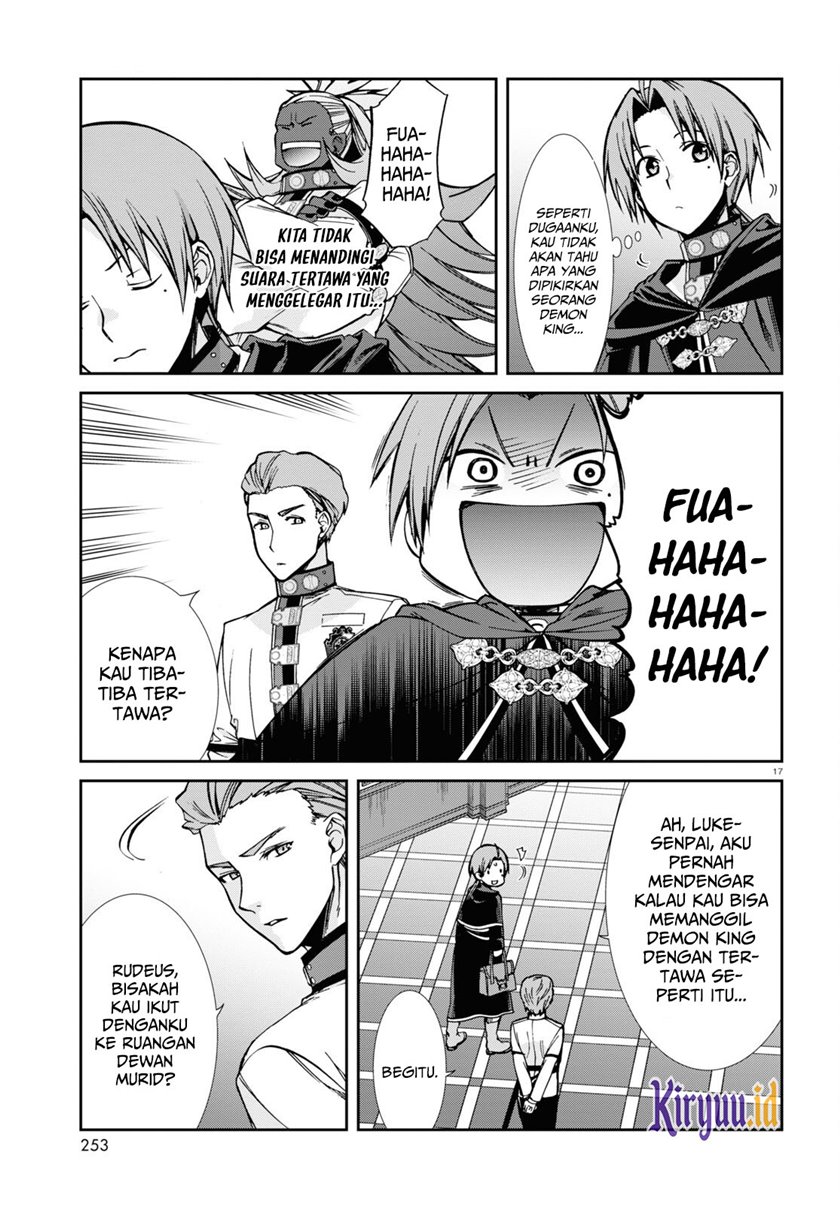 SEPERTI
DUGAANKU,
KAU TIDAK
AKAN TAHU
APA YANG
DIPIKIRKAN
SEORANG
DEMON
KING...
FUA-
HAHA-
HAHA-
HAHA!
KITA TIDAK
BISA MENANDINGI
SUARA TERTAWA YANG
MENGGELEGAR ITU...
FUA-
HAHA-
HAHA-
HAHA!
KENAPA
KAU TIBA-
TIBA TER-
TAWA?
17
AH, LUKE-
SENPAI, AKU
PERNAH
MENDENGAR
KALAU KAU BISA
MEMANGGIL
DEMON KING
DENGAN TER-
TAWA SE-
PERTI ITU...
BEGITU.
RUDEUS,
BISAKAH
KAU IKUT
DENGANKU
KE RUANGAN
DEWAN
MURID?
Kiryuu.id
253